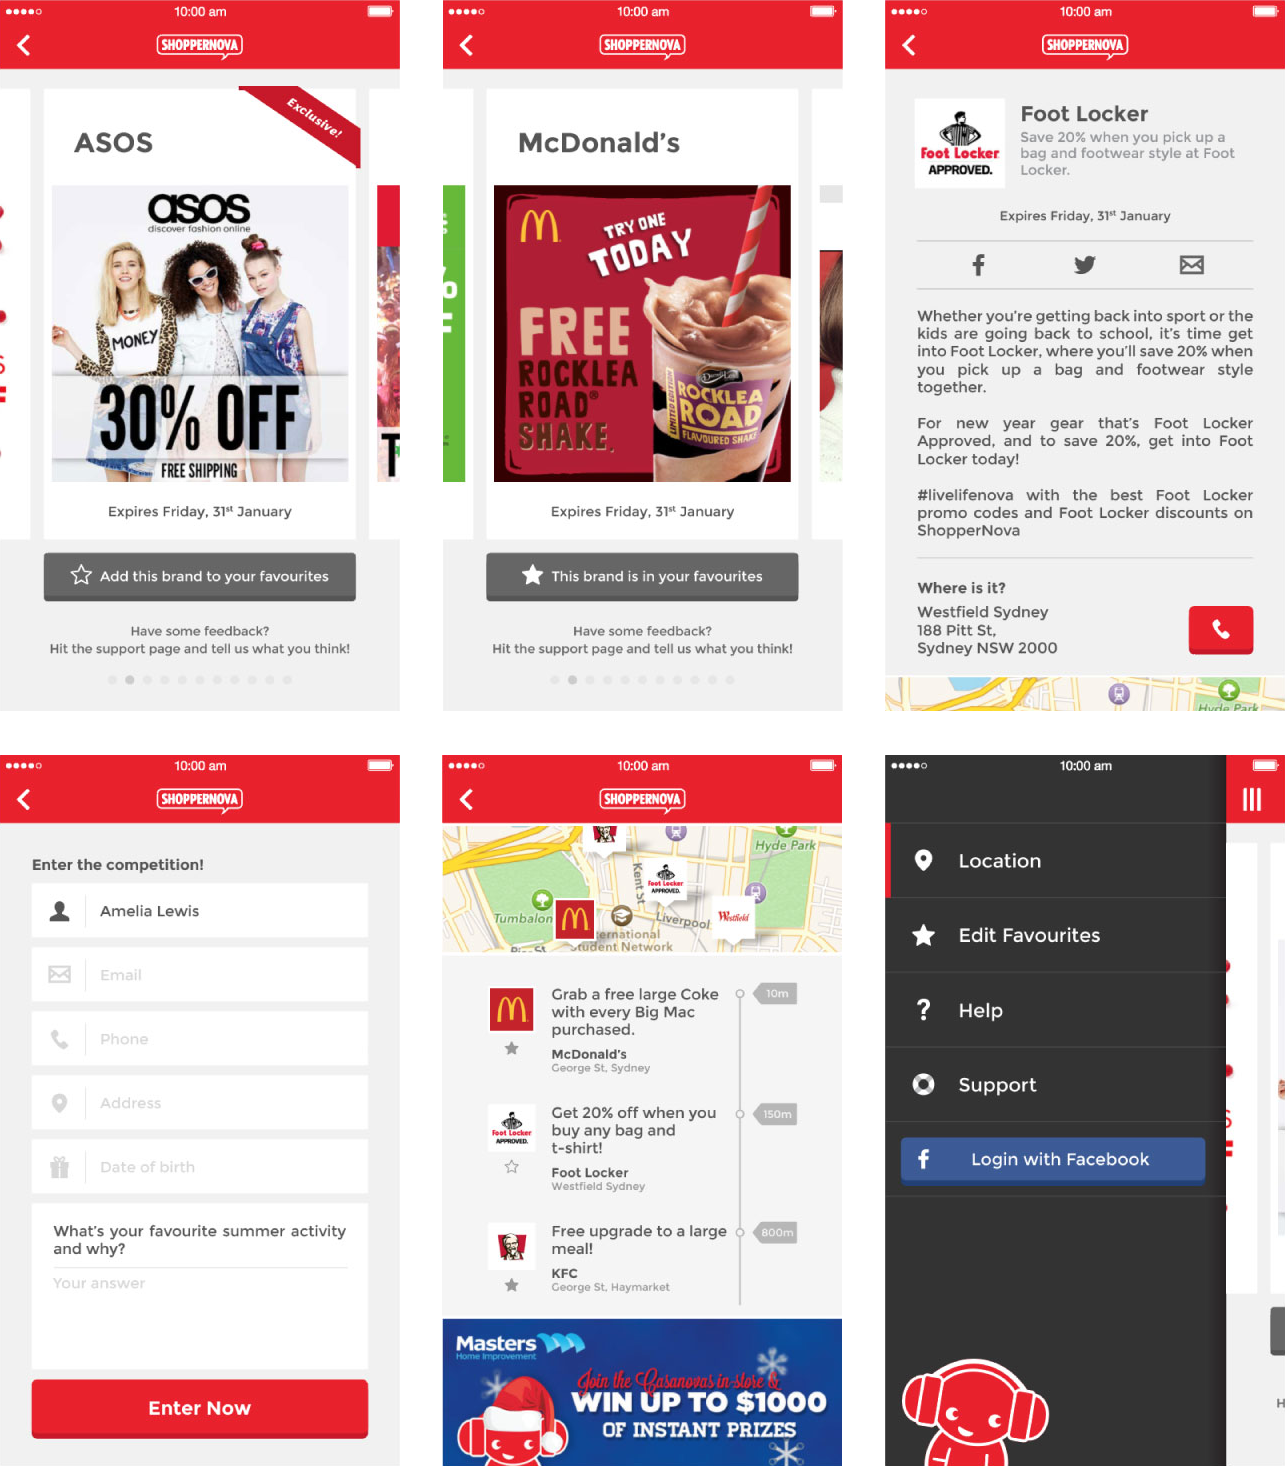 10:00 am
SHOPPERNOVA
Exclusive!
ASOS
asos
discover fashion online
MONEY
30% OFF
FREE SHIPPING
Expires Friday, 31st January
Add this brand to your favourites
Have some feedback?
Hit the support page and tell us what you think!
10:00 am
SHOPPERNOVA
McDonald's
TRY ONE
TODAY
FREE
ROCKLEA
ROAD®
SHAKE.
ROCKLEA
ROAD
FLAVOURED SHAKE
Expires Friday, 31st January
This brand is in your favourites
Have some feedback?
Hit the support page and tell us what you think!
10:00 am
SHOPPERNOVA
Foot Locker
APPROVED.
Foot Locker
Save 20% when you pick up a
bag and footwear style at Foot
Locker.
Expires Friday, 31st January
Whether you're getting back into sport or the
kids are going back to school, it's time get
into Foot Locker, where you'll save 20% when
you pick up a bag and footwear style
together.
For new year gear that's Foot Locker
Approved, and to save 20%, get into Foot
Locker today!
#livelifenova with the best Foot Locker
promo codes and Foot Locker discounts on
ShopperNova
Where is it?
Westfield Sydney
188 Pitt St,
Sydney NSW 2000
Hyde Park
10:00 am
SHOPPERNOVA
Enter the competition!
Amelia Lewis
Email
Phone
Address
Date of birth
What's your favourite summer activity
and why?
Your answer
Enter Now
10:00 am
SHOPPERNOVA
KFC
Hyde Park
Kent St
Foot Locker
APPROVED.
Tumbalon
Liverpool
Westfield
ernational
Student Network
Grab a free large Coke
with every Big Mac
purchased.
McDonald's
George St, Sydney
10m
Foot Locker
APPROVED.
Get 20% off when you
buy any bag and
t-shirt!
Foot Locker
Westfield Sydney
150m
Free upgrade to a large
meal!
KFC
George St, Haymarket
800m
Masters
Home Improvement
Join the Casanovas in-store &
WIN UP TO $1000
OF INSTANT PRIZES
10:00 am
Location
Edit Favourites
Help
Support
Login with Facebook